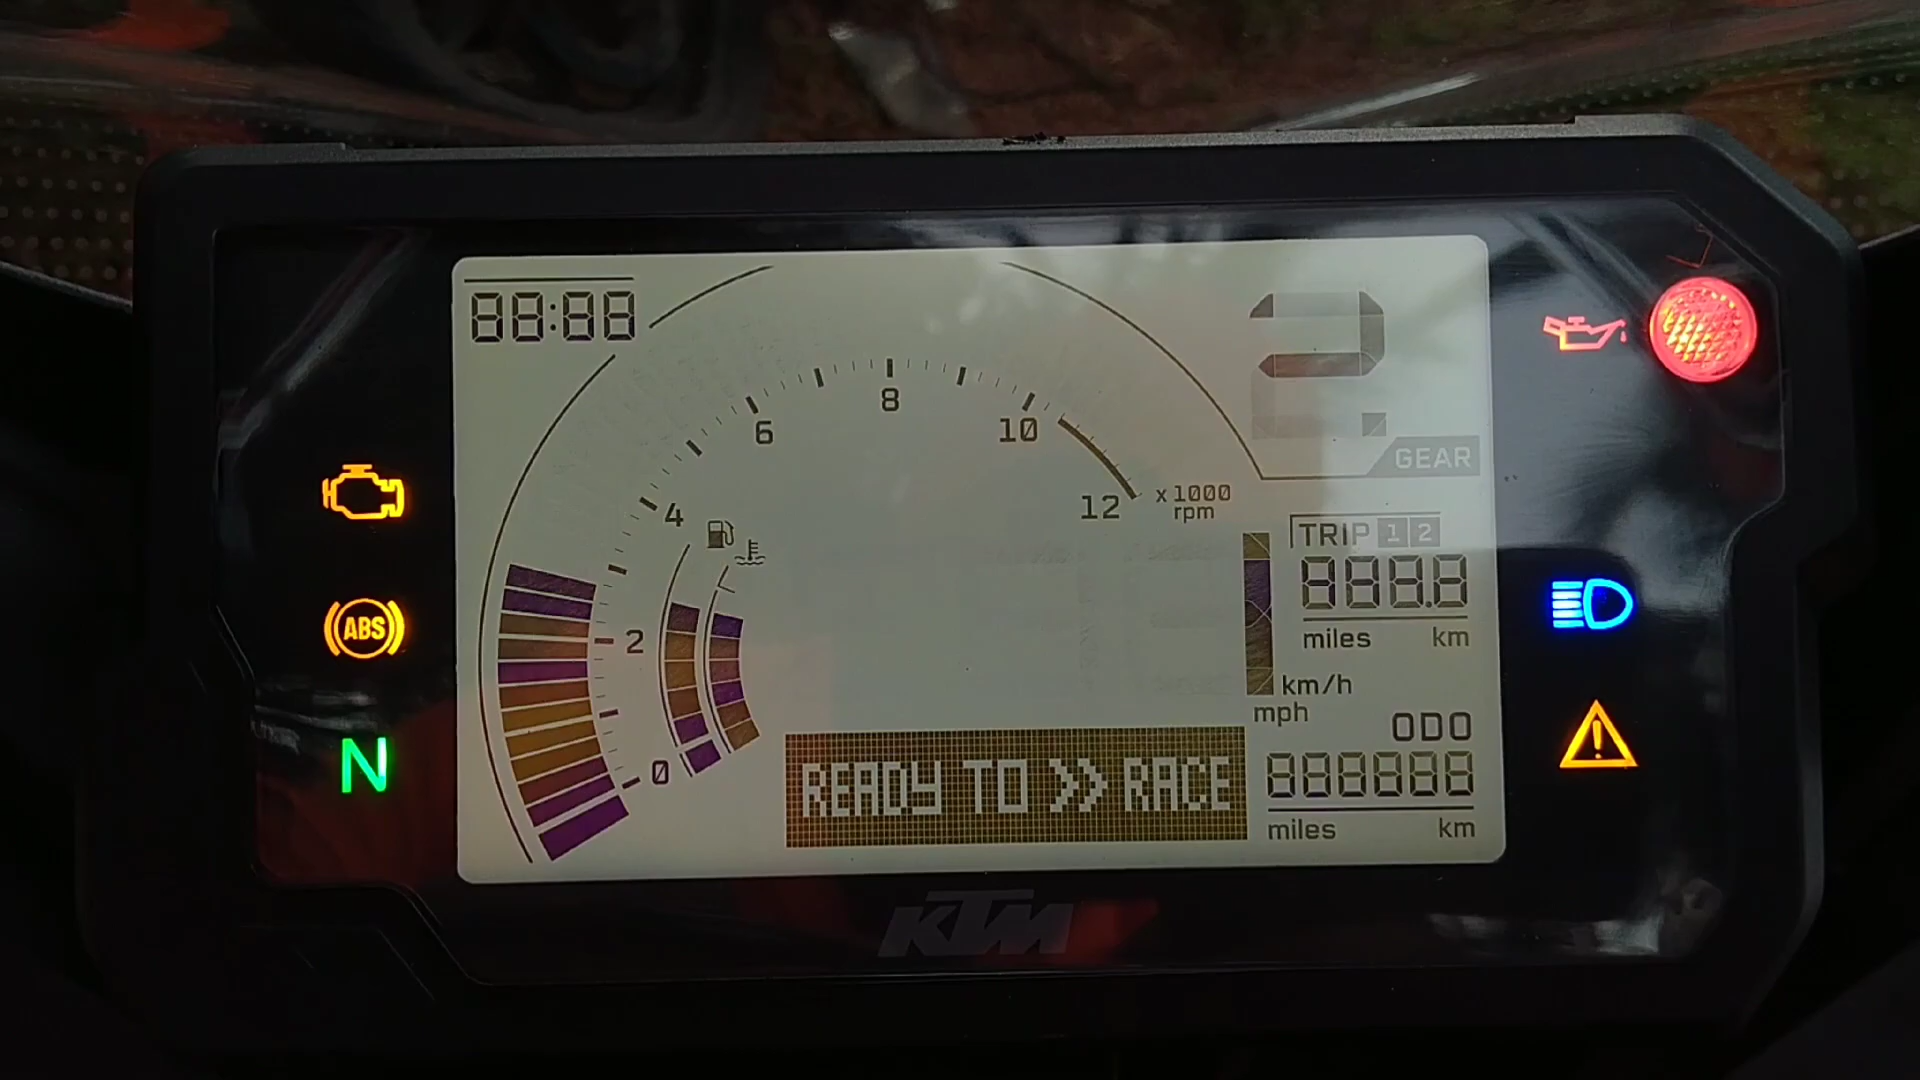 88:88
8
6
10
4
12
x1000
rpm
2
0
GEAR
TRIP 1 2
888.8
miles km
km/h
mph
ODO
888888
miles km
READY TO >> RACE
ABS
N
KTM